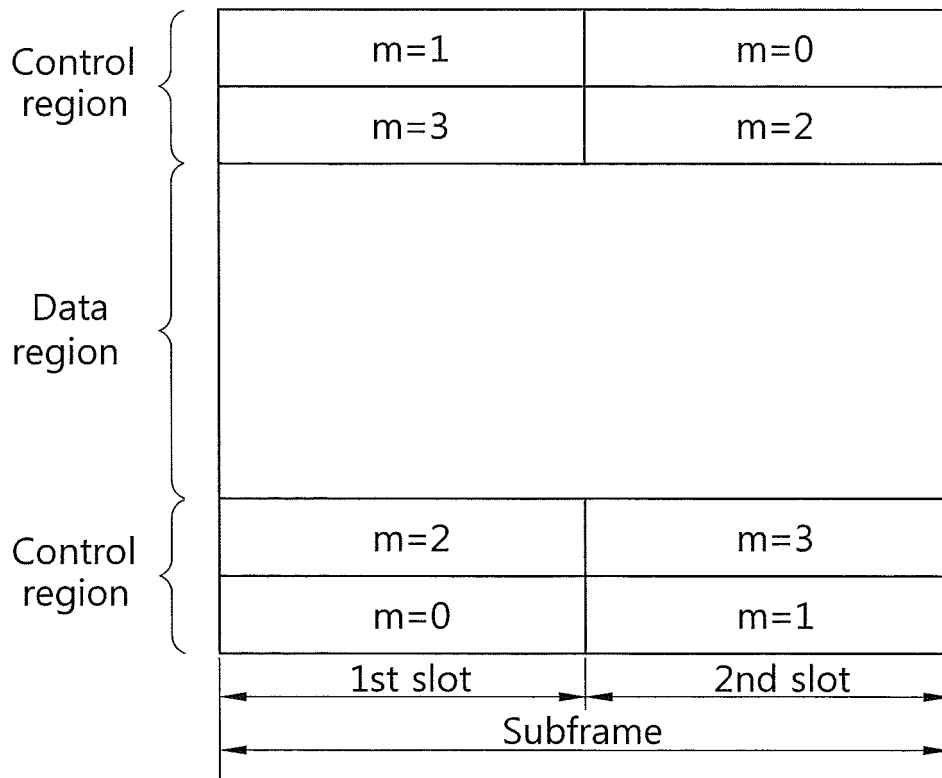 Control
region
m=1
m=0
m=3
m=2
Data
region
Control
region
m=2
m=3
m=0
m=1
1st slot
2nd slot
Subframe